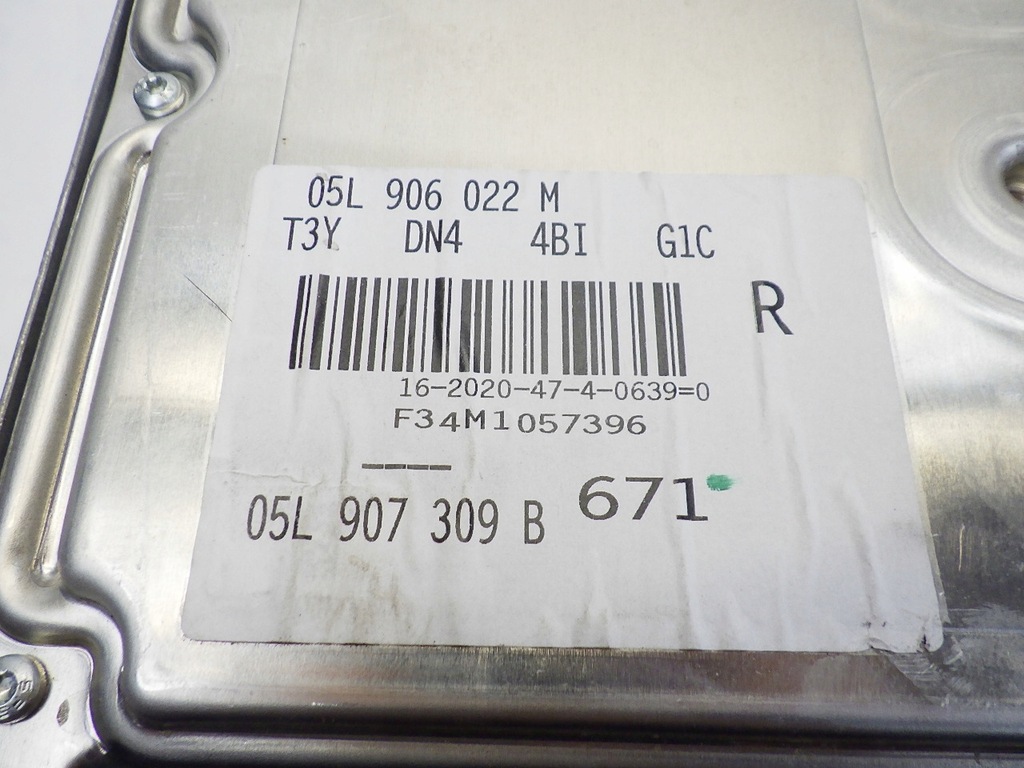 05L 906 022 M
T3Y DN4 4BI G1C
R
16-2020-47-4-0639=0
F34M1057396
----
05L 907 309 B 671